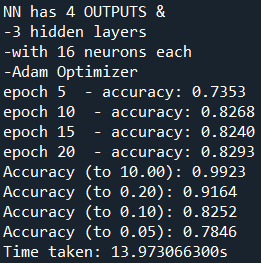 NN has 4 OUTPUTS &
-3 hidden layers
-with 16 neurons each
-Adam Optimizer
epoch 5  - accuracy: 0.7353
epoch 10  - accuracy: 0.8268
epoch 15  - accuracy: 0.8240
epoch 20  - accuracy: 0.8293
Accuracy (to 10.00): 0.9923
Accuracy (to 0.20): 0.9164
Accuracy (to 0.10): 0.8252
Accuracy (to 0.05): 0.7846
Time taken: 13.973066300s